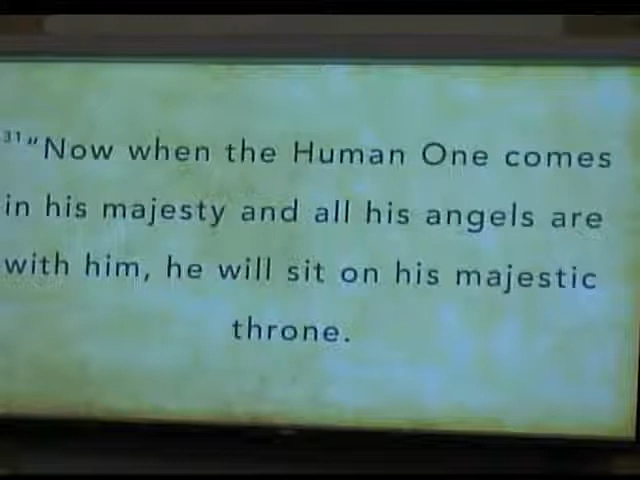 31 "Now when the Human One comes
in his majesty and all his angels are
with him, he will sit on his majestic
throne.